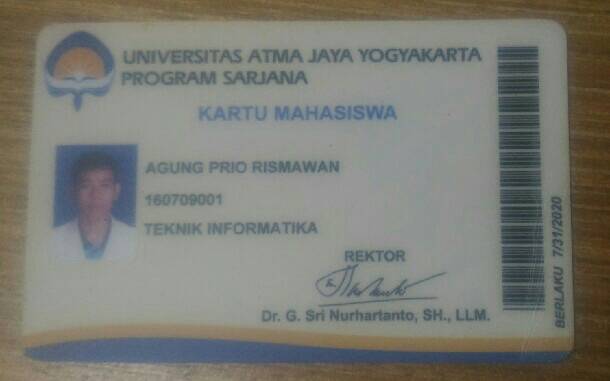 UNIVERSITAS ATMA JAYA YOGYAKARTA
PROGRAM SARJANA
KARTU MAHASISWA
AGUNG PRIO RISMAWAN
160709001
TEKNIK INFORMATIKA
REKTOR
Dr. G. Sri Nurhartanto, SH., LLM.
BERLAKU 7/31/2020